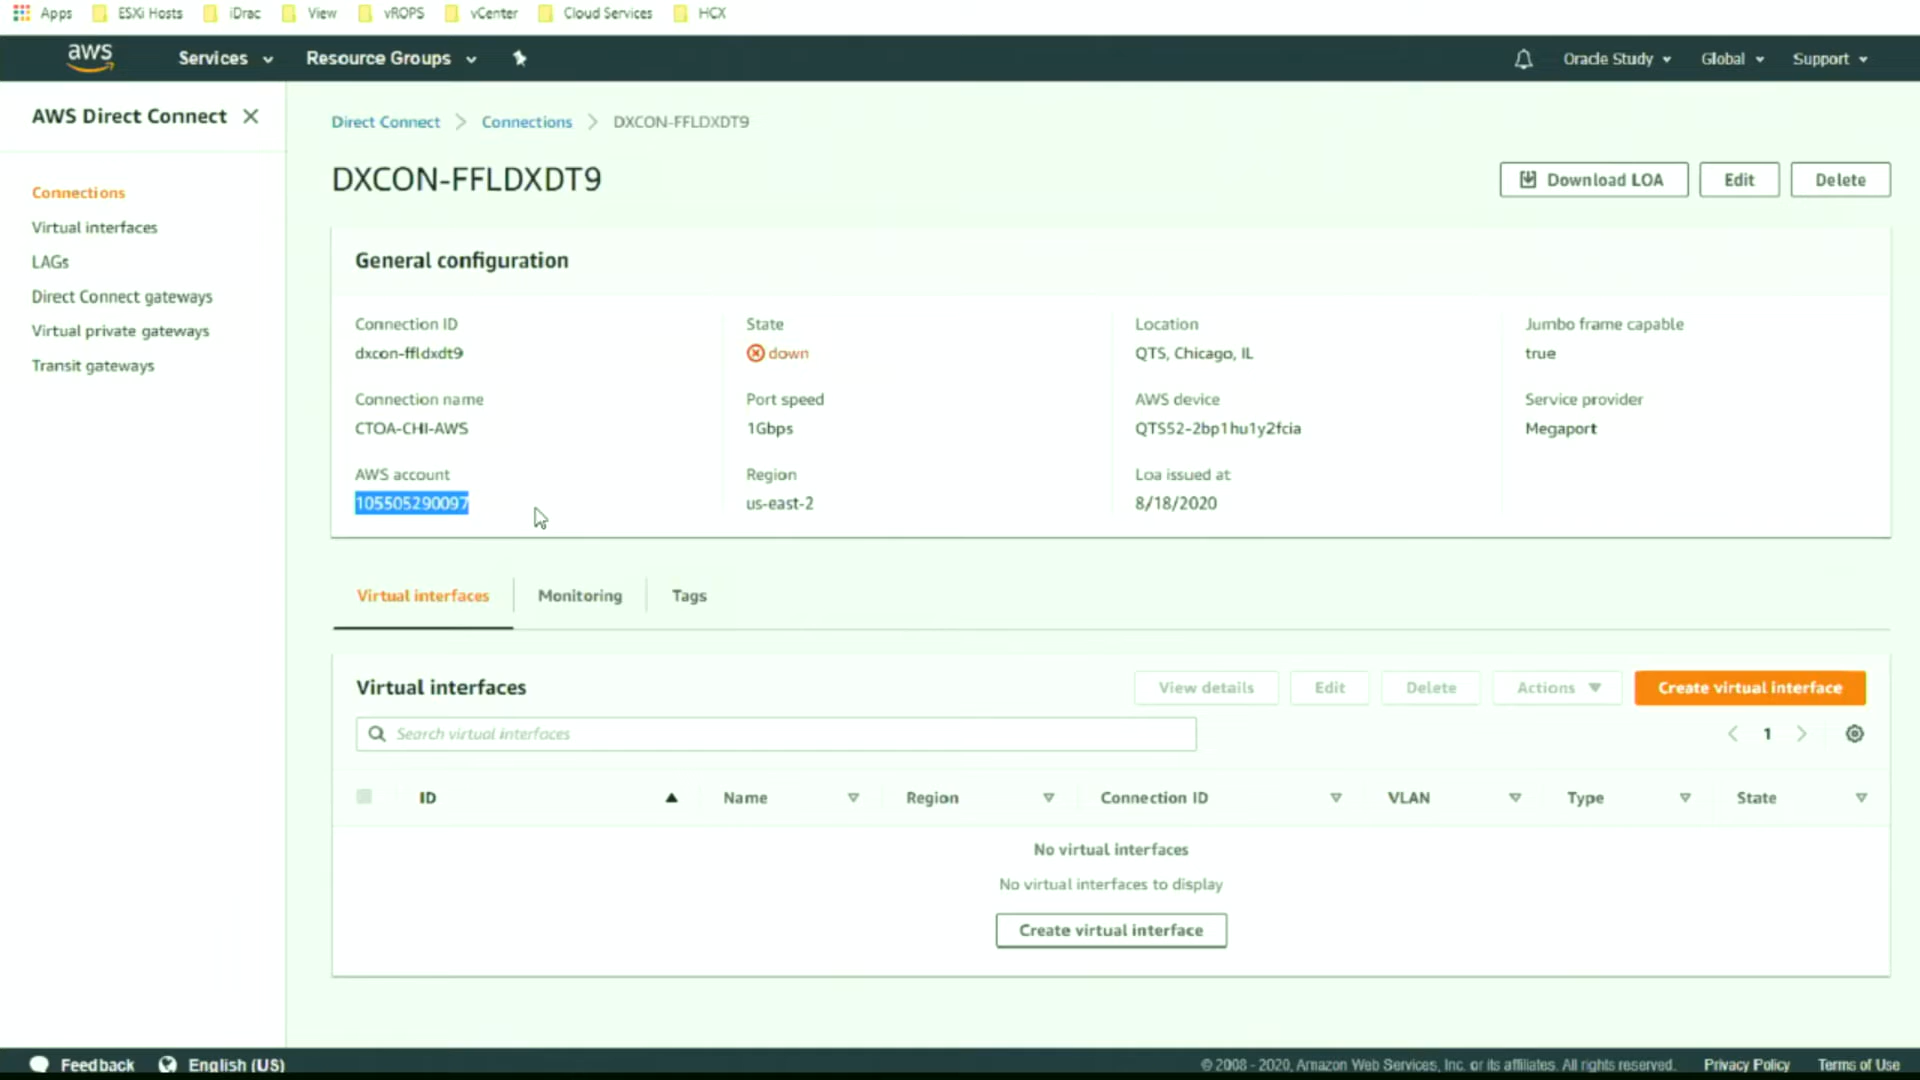 Apps ESXi Hosts iDrac View vROPS vCenter Cloud Services HCX
aws Services Resource Groups Oracle Study Global Support
AWS Direct Connect
Connections
Virtual interfaces
LAGs
Direct Connect gateways
Virtual private gateways
Transit gateways
Direct Connect > Connections > DXCON-FFLDXDT9
DXCON-FFLDXDT9
Download LOA Edit Delete
General configuration
Connection ID State Location Jumbo frame capable
dxcon-ffldxdt9 down QTS, Chicago, IL true
Connection name Port speed AWS device Service provider
CTOA-CHI-AWS 1Gbps QTS52-2bp1hu1y2fcia Megaport
AWS account Region Loa issued at
105505290097 us-east-2 8/18/2020
Virtual interfaces Monitoring Tags
Virtual interfaces View details Edit Delete Actions Create virtual interface
Search virtual interfaces 1
ID Name Region Connection ID VLAN Type State
No virtual interfaces
No virtual interfaces to display
Create virtual interface
Feedback English (US) © 2008 - 2020, Amazon Web Services, Inc. or its affiliates. All rights reserved. Privacy Policy Terms of Use